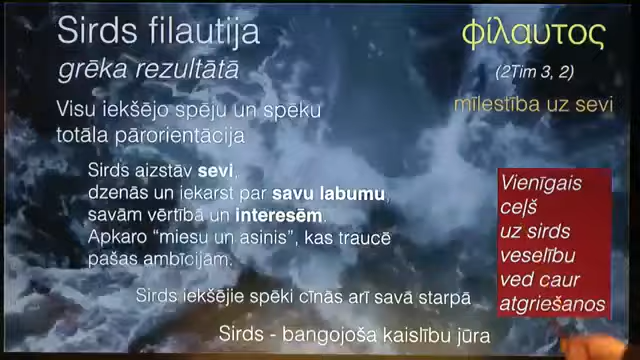 Sirds filautija
grēka rezultātā
φίλαυτος
(2Tim 3, 2)
mīlestība uz sevi
Visu iekšējo spēju un spēku
totāla pārorientācija
Sirds aizstāv sevi,
dzenās un iekarst par savu labumu,
savām vērtībā un interesēm.
Apkaro “miesu un asinis”, kas traucē
pašas ambīcijām.
Vienīgais
ceļš
uz sirds
veselību
ved caur
atgriešanos
Sirds iekšējie spēki cīnās arī savā starpā
Sirds - bangojoša kaislību jūra